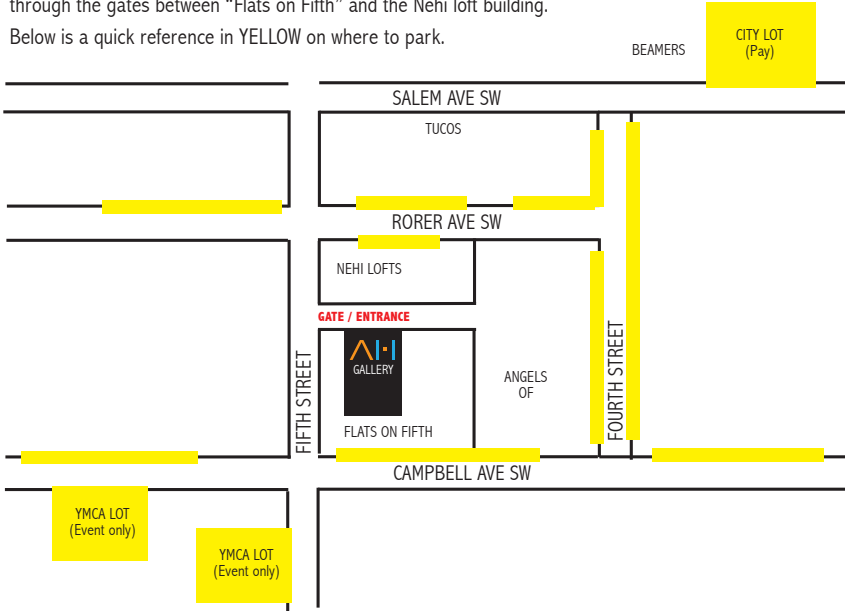 through the gates between “Flats on Fifth” and the Nehi loft building.
Below is a quick reference in YELLOW on where to park.
BEAMERS
CITY LOT
(Pay)
SALEM AVE SW
TUCOS
RORER AVE SW
NEHI LOFTS
GATE / ENTRANCE
GALLERY
FIFTH STREET
ANGELS
OF
FOURTH STREET
FLATS ON FIFTH
CAMPBELL AVE SW
YMCA LOT
(Event only)
YMCA LOT
(Event only)